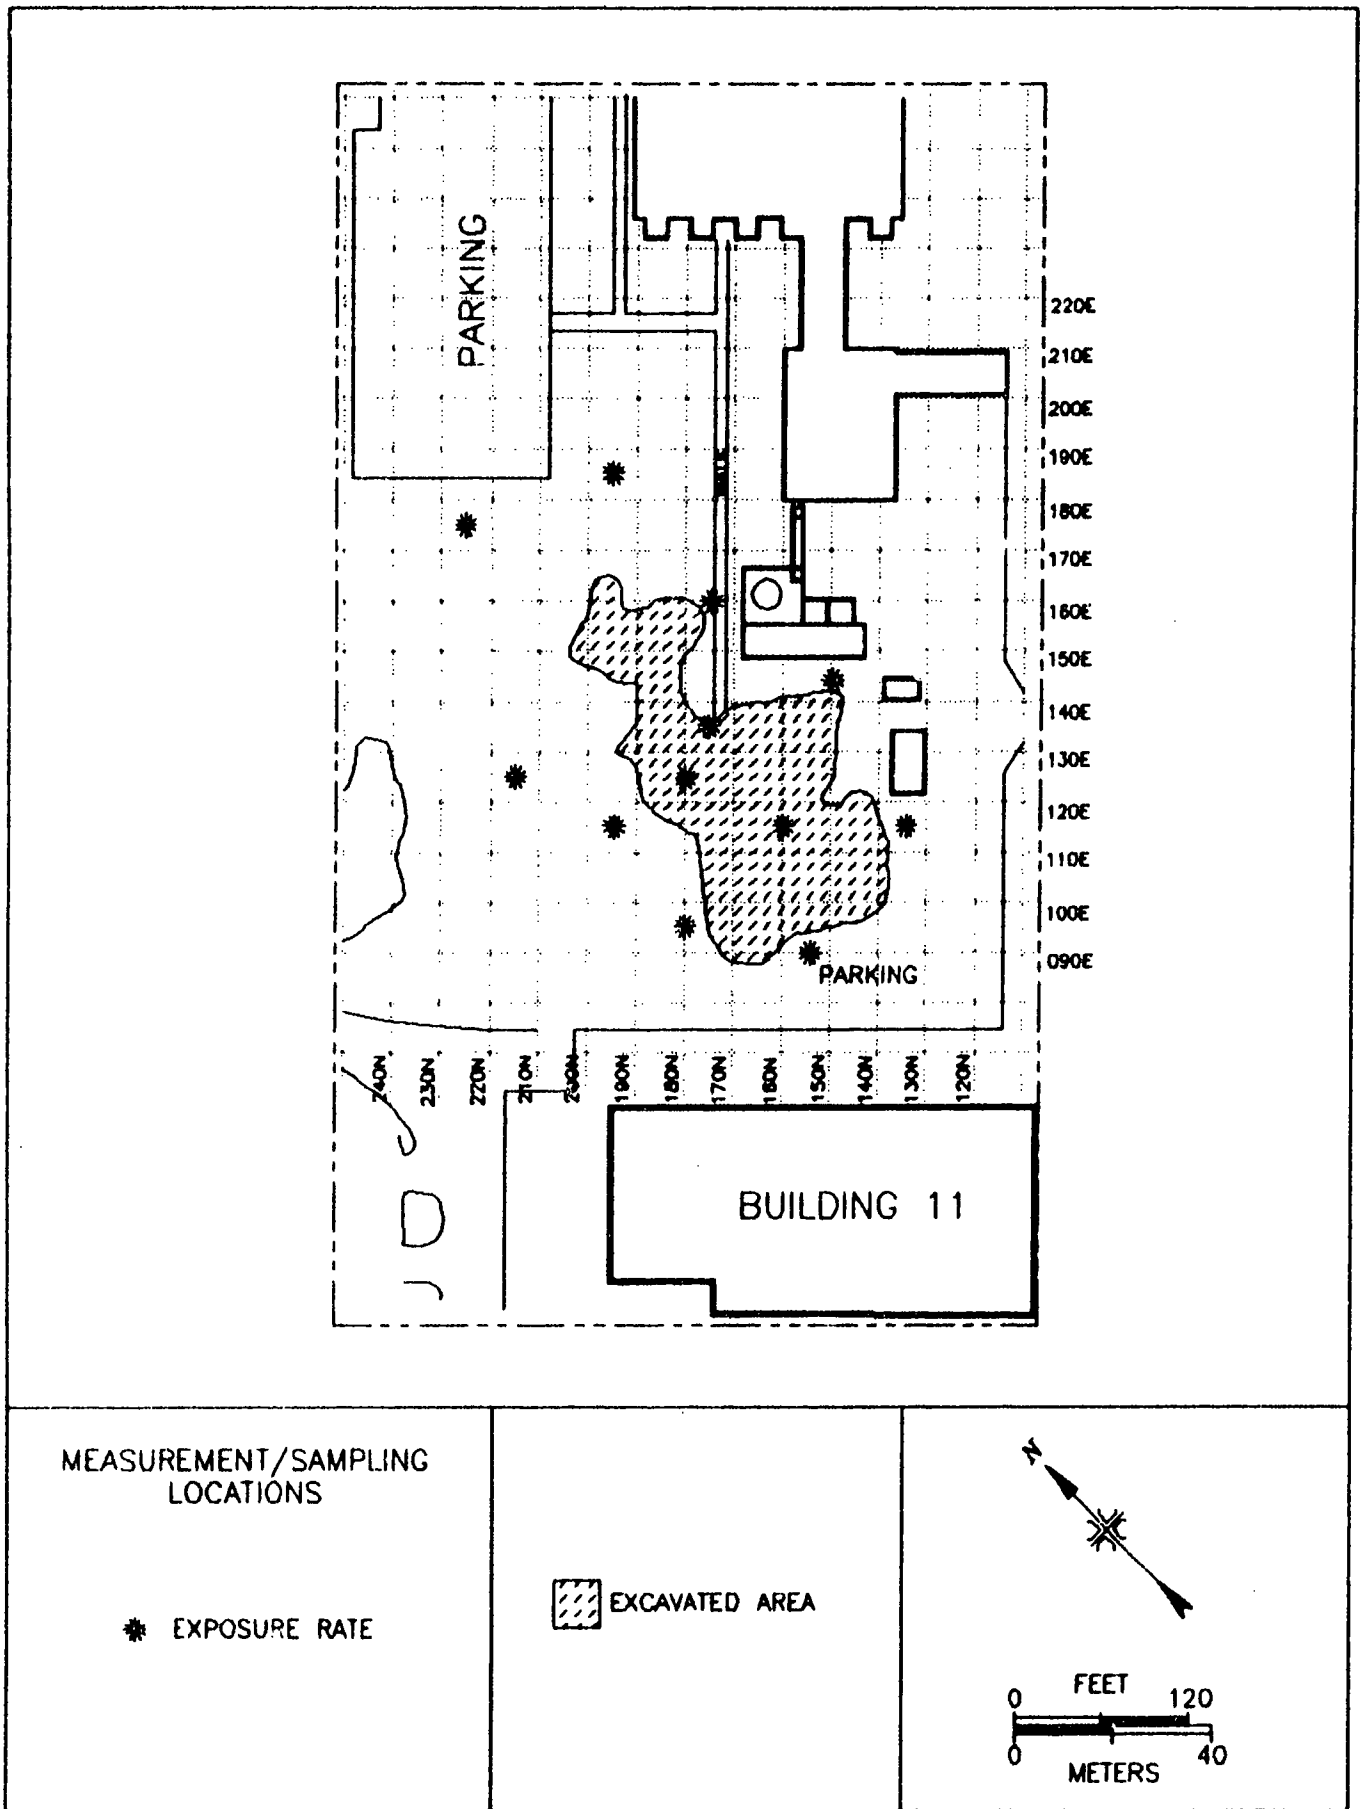 PARKING
220E
210E
200E
190E
180E
170E
160E
150E
140E
130E
120E
110E
100E
090E
PARKING
240N
230N
220N
210N
200N
190N
180N
170N
160N
150N
140N
130N
120N
BUILDING 11
MEASUREMENT/SAMPLING
LOCATIONS
EXPOSURE RATE
EXCAVATED AREA
N
FEET
0 120
0 40
METERS